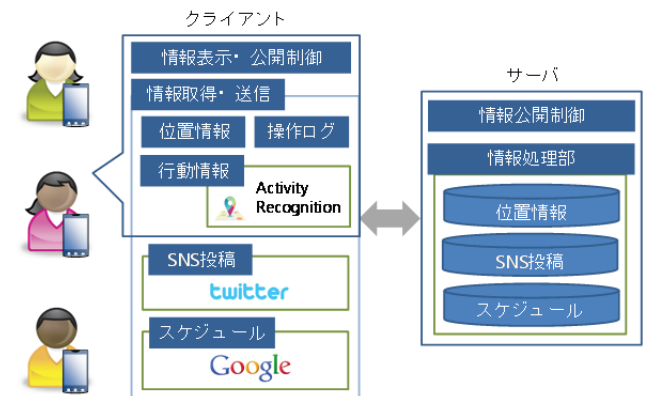 クライアント
情報表示・公開制御
情報取得・送信
位置情報
操作ログ
行動情報
Activity
Recognition
SNS投稿
twitter
スケジュール
Google
サーバ
情報公開制御
情報処理部
位置情報
SNS投稿
スケジュール